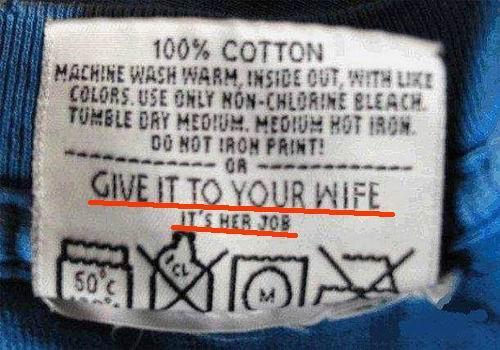 100% COTTON
MACHINE WASH WARM, INSIDE OUT, WITH LIKE
COLORS. USE ONLY NON-CHLORINE BLEACH.
TUMBLE DRY MEDIUM. MEDIUM HOT IRON.
DO NOT IRON PRINT!
OR
GIVE IT TO YOUR WIFE
IT'S HER JOB
50°C CL M